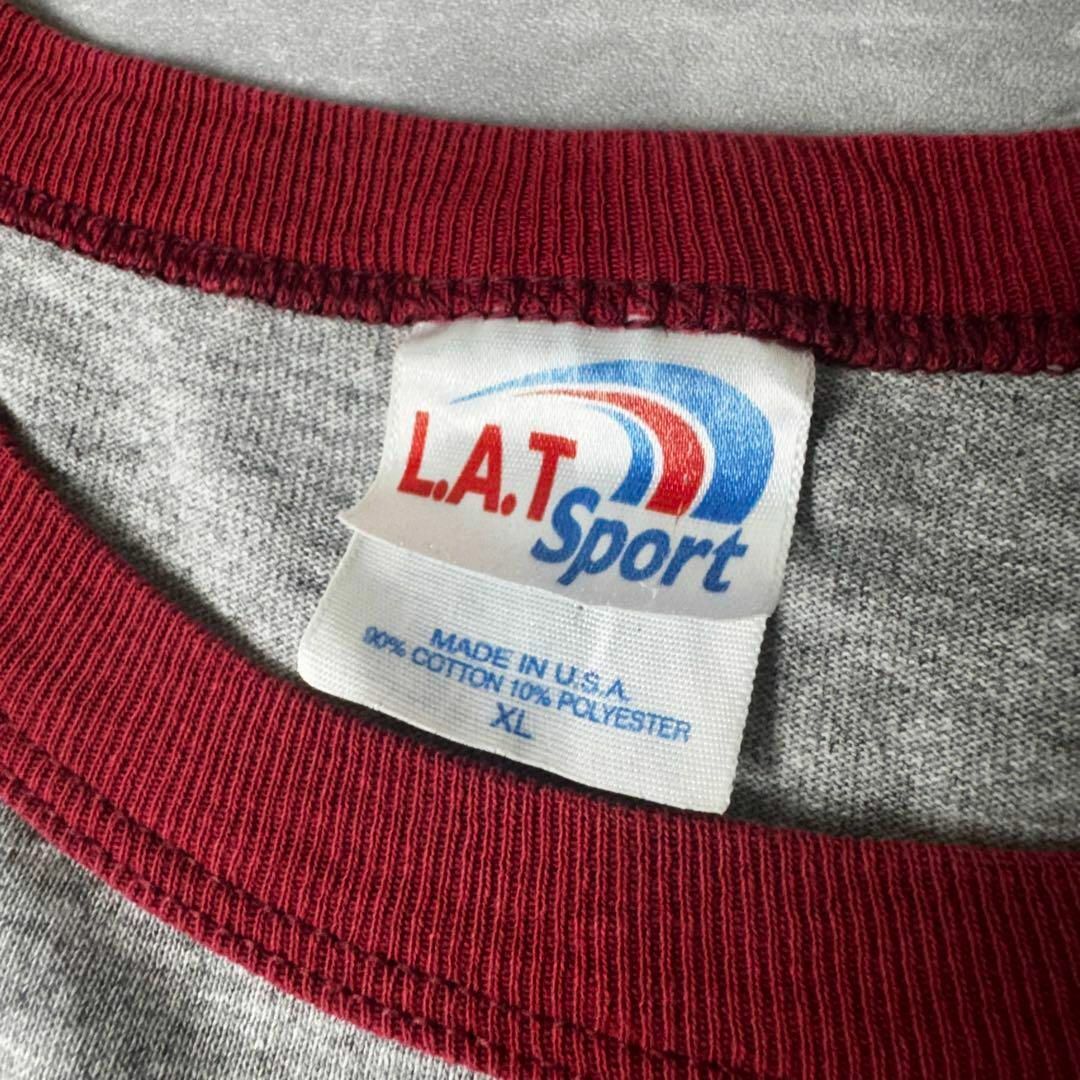 L.A.T
Sport
MADE IN U.S.A.
90% COTTON 10% POLYESTER
XL